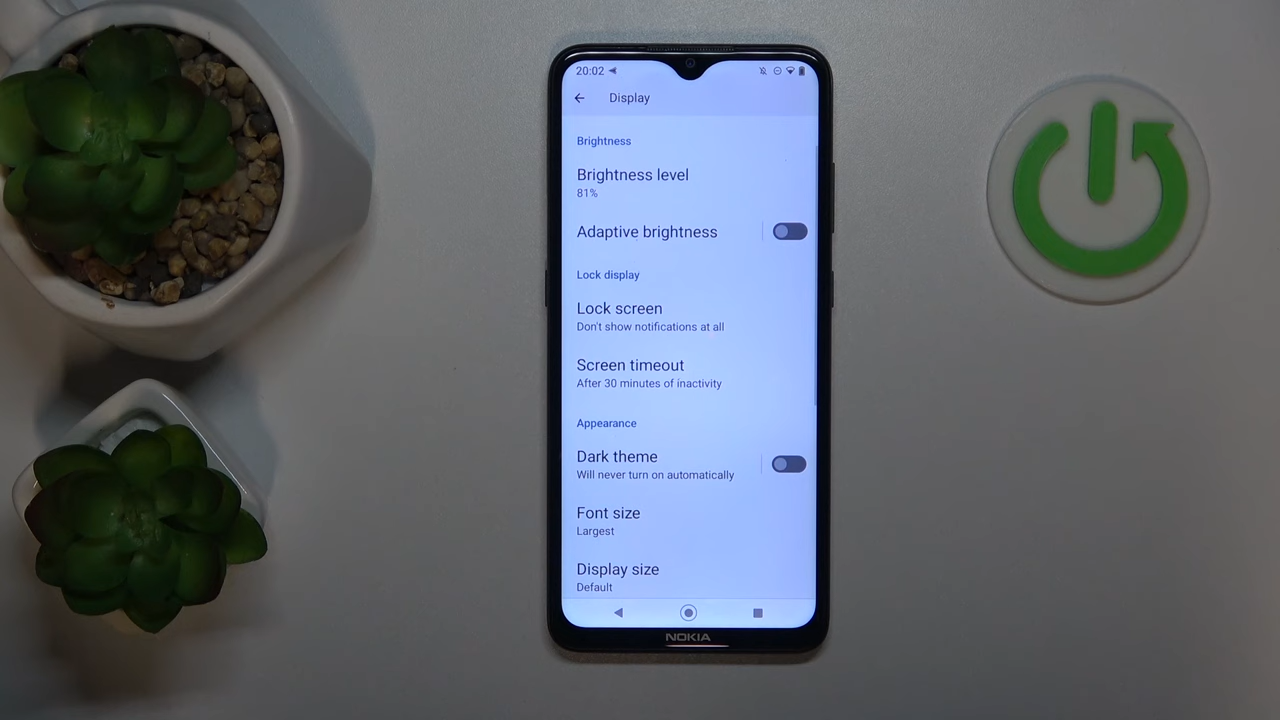 20:02
Display
Brightness
Brightness level
81%
Adaptive brightness
Lock display
Lock screen
Don't show notifications at all
Screen timeout
After 30 minutes of inactivity
Appearance
Dark theme
Will never turn on automatically
Font size
Largest
Display size
Default
NOKIA